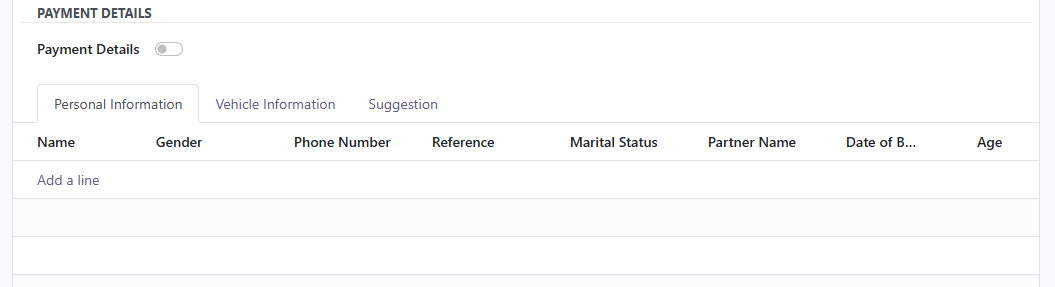 PAYMENT DETAILS
Payment Details
Personal Information Vehicle Information Suggestion
Name Gender Phone Number Reference Marital Status Partner Name Date of B... Age
Add a line